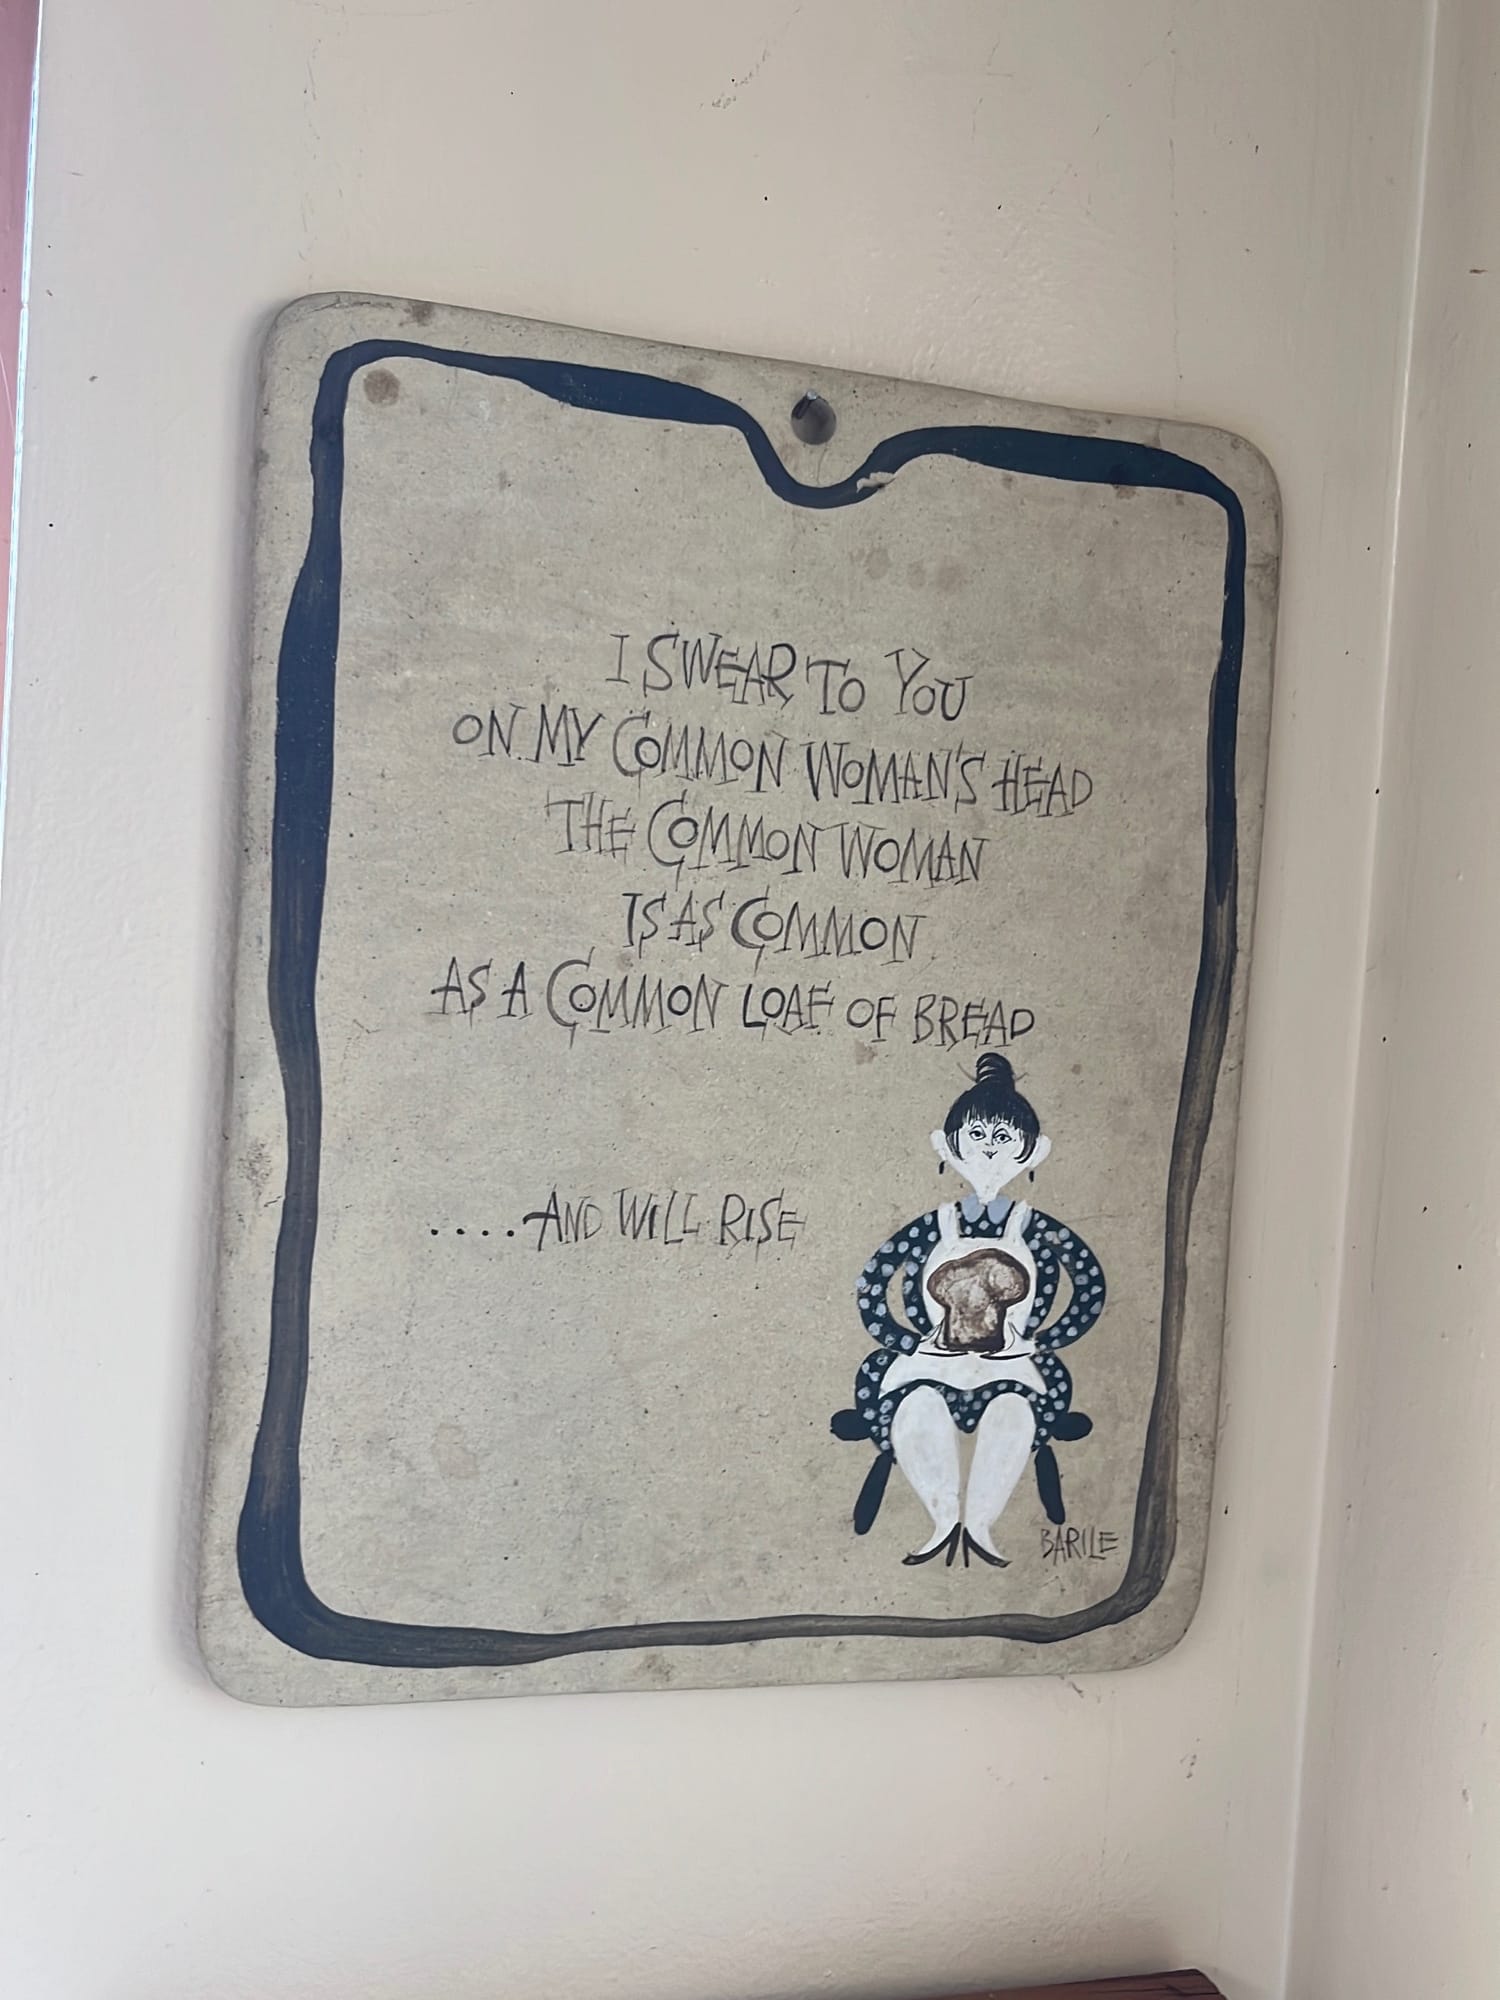 I SWEAR TO YOU
ON MY COMMON WOMAN'S HEAD
THE COMMON WOMAN
IS AS COMMON
AS A COMMON LOAF OF BREAD
.....AND WILL RISE
BARILE